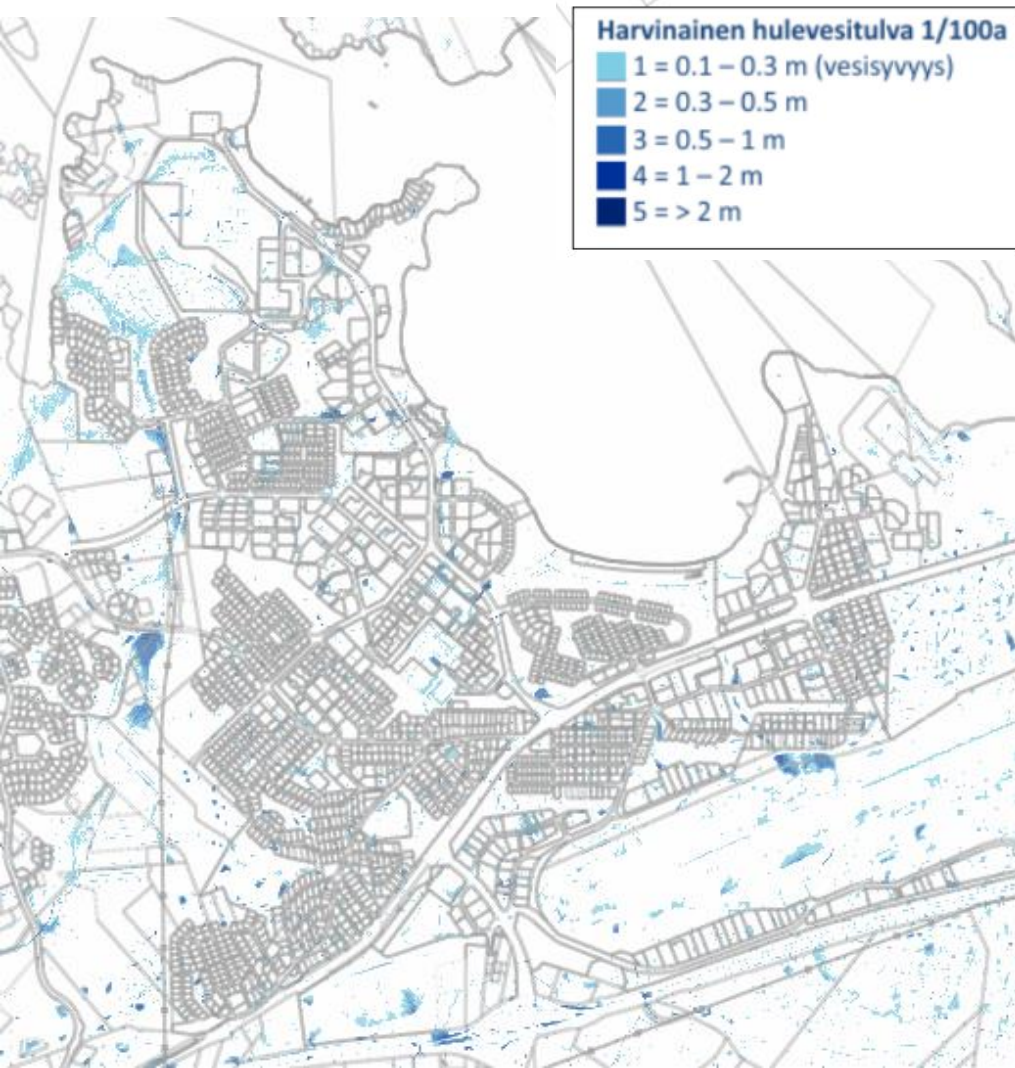 Harvinainen hulevesitulva 1/100a
1 = 0.1 – 0.3 m (vesisyvyys)
2 = 0.3 – 0.5 m
3 = 0.5 – 1 m
4 = 1 – 2 m
5 = > 2 m